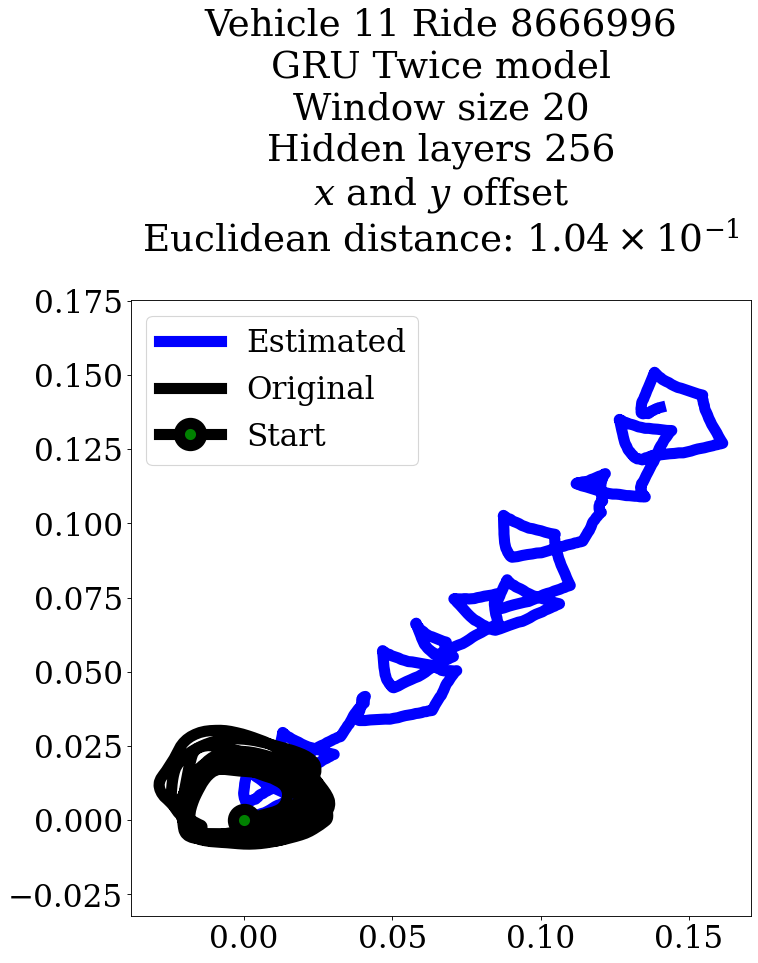 Vehicle 11 Ride 8666996
GRU Twice model
Window size 20
Hidden layers 256
x and y offset
Euclidean distance: 1.04 × 10⁻¹
0.175
0.150
0.125
0.100
0.075
0.050
0.025
0.000
−0.025
Estimated
Original
Start
0.00 0.05 0.10 0.15